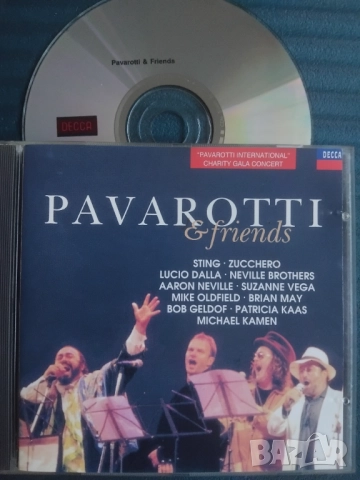 Pavarotti & Friends
DECCA
"PAVAROTTI INTERNATIONAL"
CHARITY GALA CONCERT
DECCA
PAVAROTTI
& friends
STING · ZUCCHERO
LUCIO DALLA · NEVILLE BROTHERS
AARON NEVILLE · SUZANNE VEGA
MIKE OLDFIELD · BRIAN MAY
BOB GELDOF · PATRICIA KAAS
MICHAEL KAMEN
BAZAR